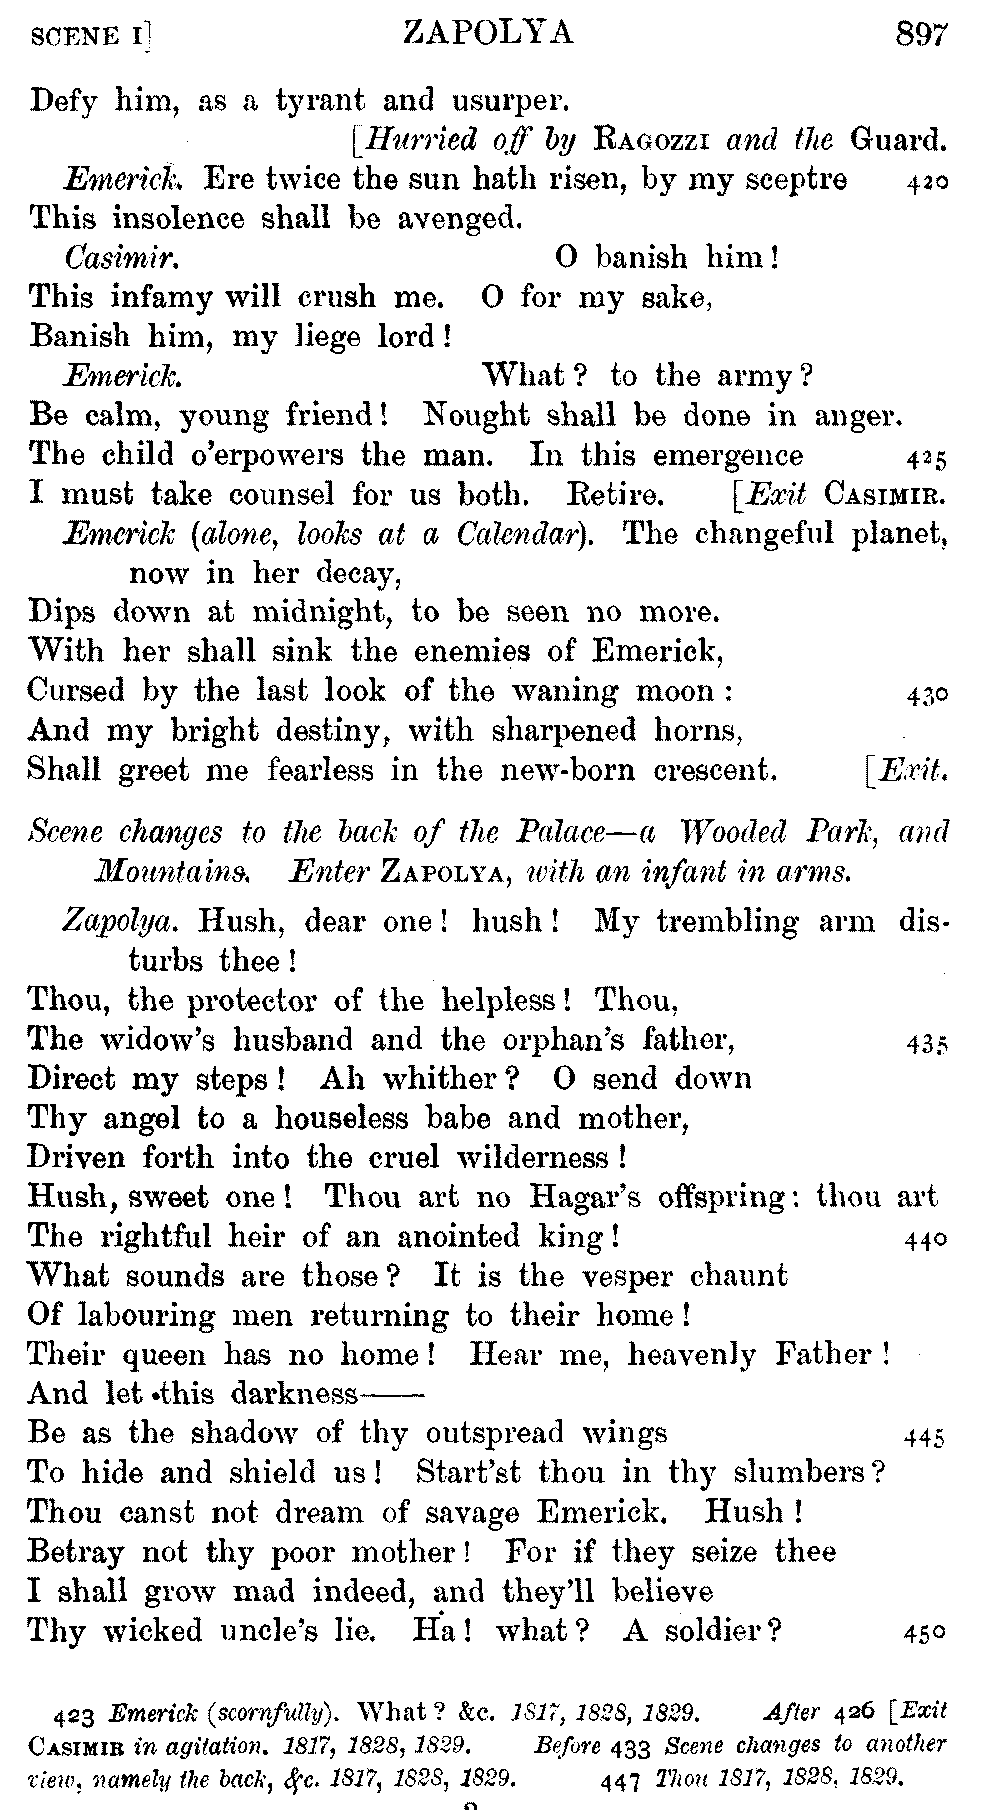 SCENE I] ZAPOLYA 897
Defy him, as a tyrant and usurper.
[Hurried off by RAGOZZI and the Guard.
Emerick. Ere twice the sun hath risen, by my sceptre 420
This insolence shall be avenged.
Casimir. O banish him!
This infamy will crush me. O for my sake,
Banish him, my liege lord!
Emerick. What? to the army?
Be calm, young friend! Nought shall be done in anger.
The child o'erpowers the man. In this emergence 425
I must take counsel for us both. Retire. [Exit CASIMIR.
Emerick (alone, looks at a Calendar). The changeful planet,
now in her decay,
Dips down at midnight, to be seen no more.
With her shall sink the enemies of Emerick,
Cursed by the last look of the waning moon: 430
And my bright destiny, with sharpened horns,
Shall greet me fearless in the new-born crescent. [Exit.
Scene changes to the back of the Palace—a Wooded Park, and
Mountains. Enter ZAPOLYA, with an infant in arms.
Zapolya. Hush, dear one! hush! My trembling arm dis-
turbs thee!
Thou, the protector of the helpless! Thou,
The widow's husband and the orphan's father, 435
Direct my steps! Ah whither? O send down
Thy angel to a houseless babe and mother,
Driven forth into the cruel wilderness!
Hush, sweet one! Thou art no Hagar's offspring: thou art
The rightful heir of an anointed king! 440
What sounds are those? It is the vesper chaunt
Of labouring men returning to their home!
Their queen has no home! Hear me, heavenly Father!
And let this darkness——
Be as the shadow of thy outspread wings 445
To hide and shield us! Start'st thou in thy slumbers?
Thou canst not dream of savage Emerick. Hush!
Betray not thy poor mother! For if they seize thee
I shall grow mad indeed, and they'll believe
Thy wicked uncle's lie. Ha! what? A soldier? 450
423 Emerick (scornfully). What? &c. 1817, 1828, 1829. After 426 [Exit
CASIMIR in agitation. 1817, 1828, 1829. Before 433 Scene changes to another
view, namely the back, &c. 1817, 1828, 1829. 447 Thou 1817, 1828, 1829.